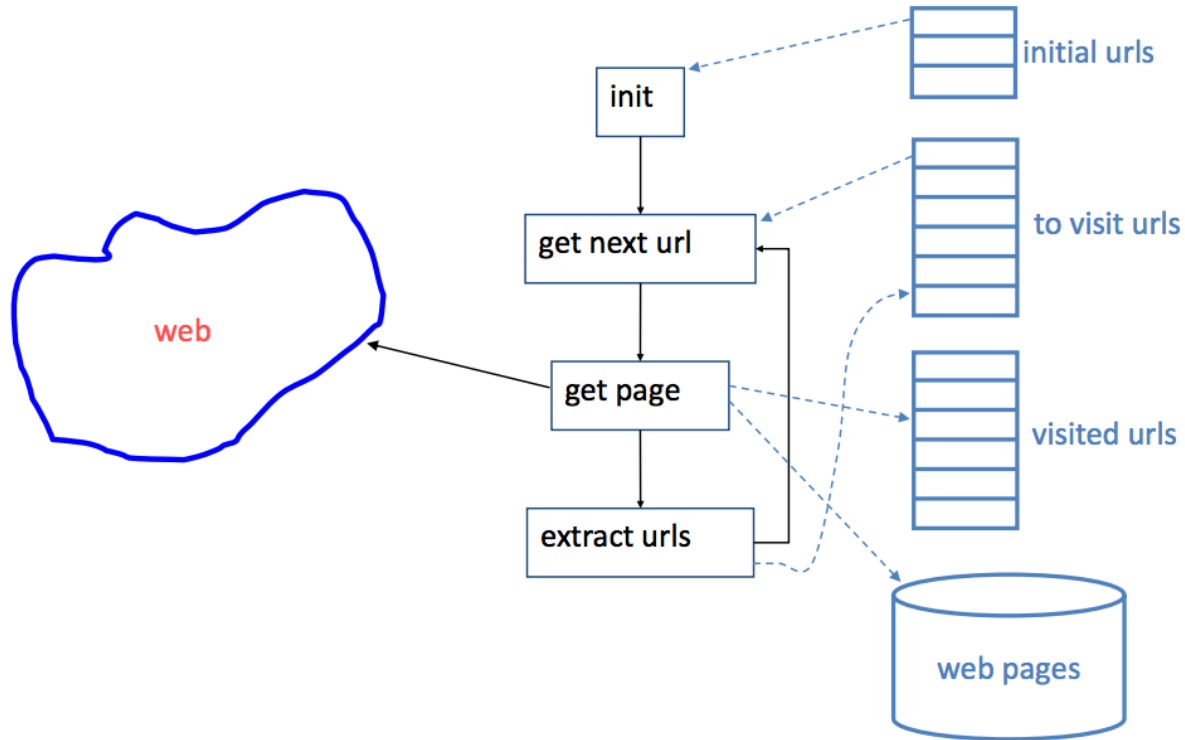 initial urls
init
to visit urls
get next url
web
get page
visited urls
extract urls
web pages